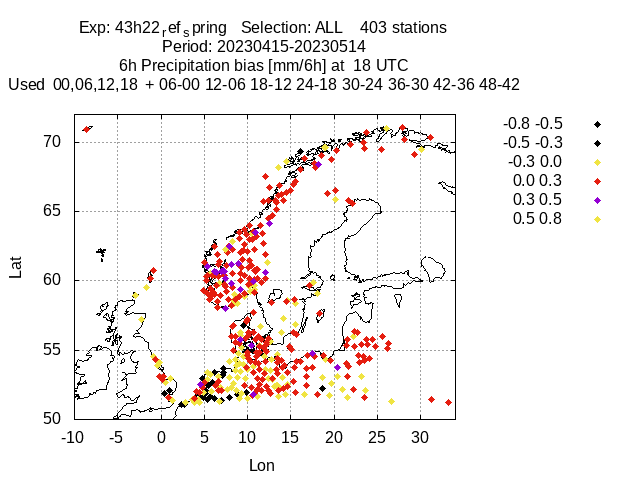 Exp: 43h22ref_spring   Selection: ALL    403 stations
Period: 20230415-20230514
6h Precipitation bias [mm/6h] at  18 UTC
Used  00,06,12,18  + 06-00 12-06 18-12 24-18 30-24 36-30 42-36 48-42
-0.8 -0.5
-0.5 -0.3
-0.3 0.0
0.0 0.3
0.3 0.5
0.5 0.8
70
65
60
55
50
Lat
-10 -5 0 5 10 15 20 25 30
Lon